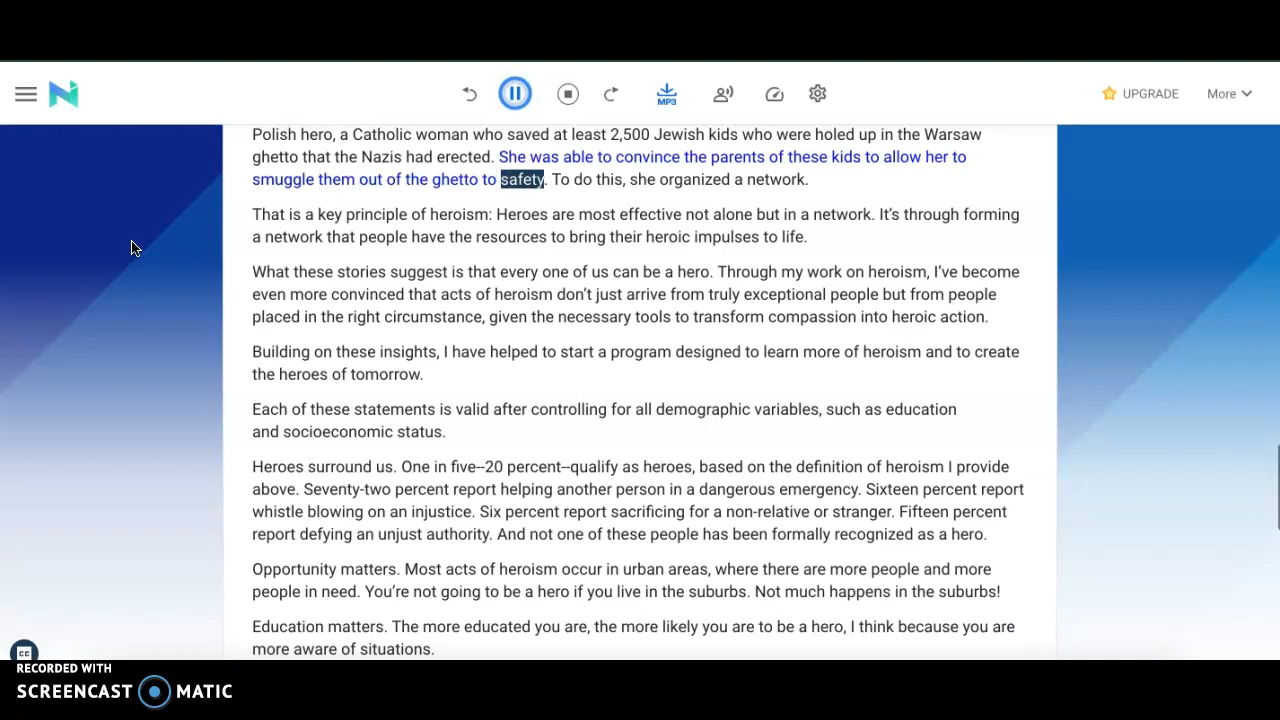 MP3
UPGRADE
More
Polish hero, a Catholic woman who saved at least 2,500 Jewish kids who were holed up in the Warsaw
ghetto that the Nazis had erected. She was able to convince the parents of these kids to allow her to
smuggle them out of the ghetto to safety. To do this, she organized a network.
That is a key principle of heroism: Heroes are most effective not alone but in a network. It’s through forming
a network that people have the resources to bring their heroic impulses to life.
What these stories suggest is that every one of us can be a hero. Through my work on heroism, I’ve become
even more convinced that acts of heroism don’t just arrive from truly exceptional people but from people
placed in the right circumstance, given the necessary tools to transform compassion into heroic action.
Building on these insights, I have helped to start a program designed to learn more of heroism and to create
the heroes of tomorrow.
Each of these statements is valid after controlling for all demographic variables, such as education
and socioeconomic status.
Heroes surround us. One in five--20 percent--qualify as heroes, based on the definition of heroism I provide
above. Seventy-two percent report helping another person in a dangerous emergency. Sixteen percent report
whistle blowing on an injustice. Six percent report sacrificing for a non-relative or stranger. Fifteen percent
report defying an unjust authority. And not one of these people has been formally recognized as a hero.
Opportunity matters. Most acts of heroism occur in urban areas, where there are more people and more
people in need. You’re not going to be a hero if you live in the suburbs. Not much happens in the suburbs!
Education matters. The more educated you are, the more likely you are to be a hero, I think because you are
more aware of situations.
CC
RECORDED WITH
SCREENCAST MATIC